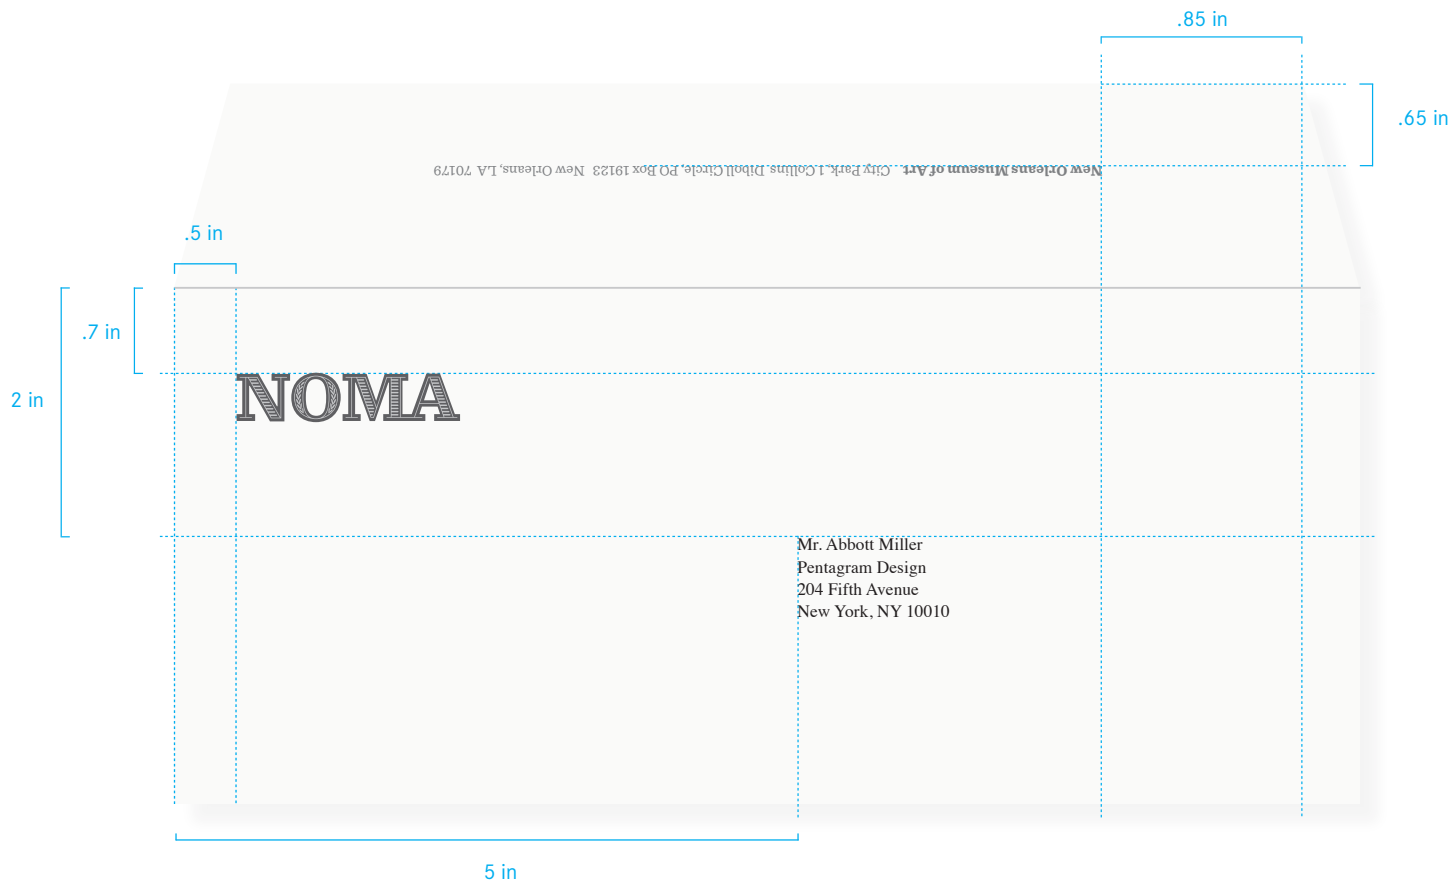 .85 in
.65 in
New Orleans Museum of Art City Park, 1 Collins Diboll Circle, PO Box 19123 New Orleans, LA 70179
.5 in
.7 in
2 in
NOMA
Mr. Abbott Miller
Pentagram Design
204 Fifth Avenue
New York, NY 10010
5 in